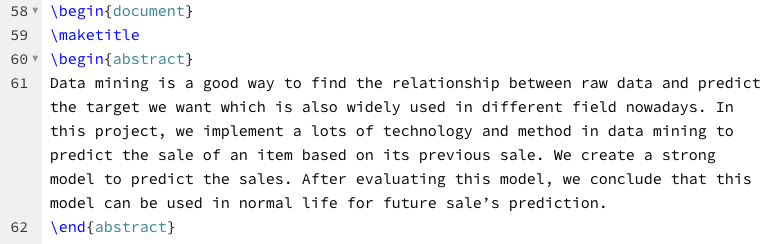 58 \begin{document}
59 \maketitle
60 \begin{abstract}
61 Data mining is a good way to find the relationship between raw data and predict
the target we want which is also widely used in different field nowadays. In
this project, we implement a lots of technology and method in data mining to
predict the sale of an item based on its previous sale. We create a strong
model to predict the sales. After evaluating this model, we conclude that this
model can be used in normal life for future sale’s prediction.
62 \end{abstract}